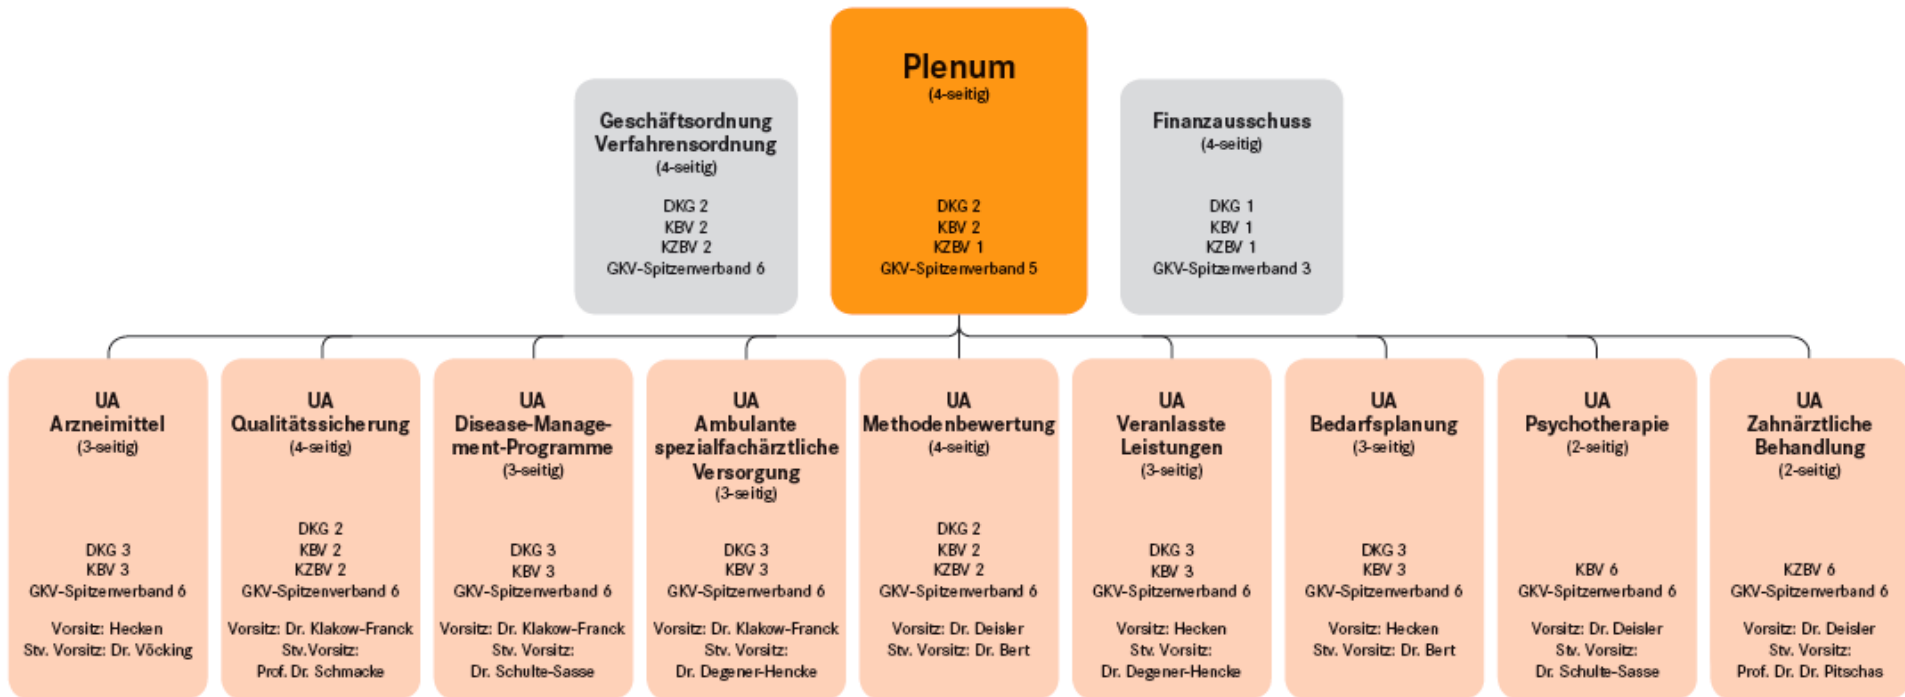 Plenum
(4-seitig)
DKG 2
KBV 2
KZBV 1
GKV-Spitzenverband 5
Geschäftsordnung
Verfahrensordnung
(4-seitig)
DKG 2
KBV 2
KZBV 2
GKV-Spitzenverband 6
Finanzausschuss
(4-seitig)
DKG 1
KBV 1
KZBV 1
GKV-Spitzenverband 3
UA
Arzneimittel
(3-seitig)
DKG 3
KBV 3
GKV-Spitzenverband 6
Vorsitz: Hecken
Stv. Vorsitz: Dr. Vöcking
UA
Qualitätssicherung
(4-seitig)
DKG 2
KBV 2
KZBV 2
GKV-Spitzenverband 6
Vorsitz: Dr. Klakow-Franck
Stv.Vorsitz:
Prof. Dr. Schmacke
UA
Disease-Manage-
ment-Programme
(3-seitig)
DKG 3
KBV 3
GKV-Spitzenverband 6
Vorsitz: Dr. Klakow-Franck
Stv. Vorsitz:
Dr. Schulte-Sasse
UA
Ambulante
spezialfachärztliche
Versorgung
(3-seitig)
DKG 3
KBV 3
GKV-Spitzenverband 6
Vorsitz: Dr. Klakow-Franck
Stv. Vorsitz:
Dr. Degener-Hencke
UA
Methodenbewertung
(4-seitig)
DKG 2
KBV 2
KZBV 2
GKV-Spitzenverband 6
Vorsitz: Dr. Deisler
Stv. Vorsitz: Dr. Bert
UA
Veranlasste
Leistungen
(3-seitig)
DKG 3
KBV 3
GKV-Spitzenverband 6
Vorsitz: Hecken
Stv. Vorsitz:
Dr. Degener-Hencke
UA
Bedarfsplanung
(3-seitig)
DKG 3
KBV 3
GKV-Spitzenverband 6
Vorsitz: Hecken
Stv. Vorsitz: Dr. Bert
UA
Psychotherapie
(2-seitig)
KBV 6
GKV-Spitzenverband 6
Vorsitz: Dr. Deisler
Stv. Vorsitz:
Dr. Schulte-Sasse
UA
Zahnärztliche
Behandlung
(2-seitig)
KZBV 6
GKV-Spitzenverband 6
Vorsitz: Dr. Deisler
Stv. Vorsitz:
Prof. Dr. Dr. Pitschas